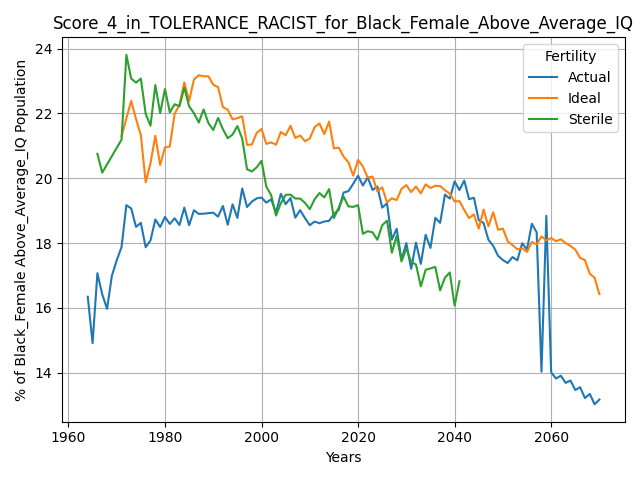 Score_4_in_TOLERANCE_RACIST_for_Black_Female_Above_Average_IQ
% of Black_Female Above_Average_IQ Population
24
22
20
18
16
14
Fertility
Actual
Ideal
Sterile
1960
1980
2000
2020
2040
2060
Years